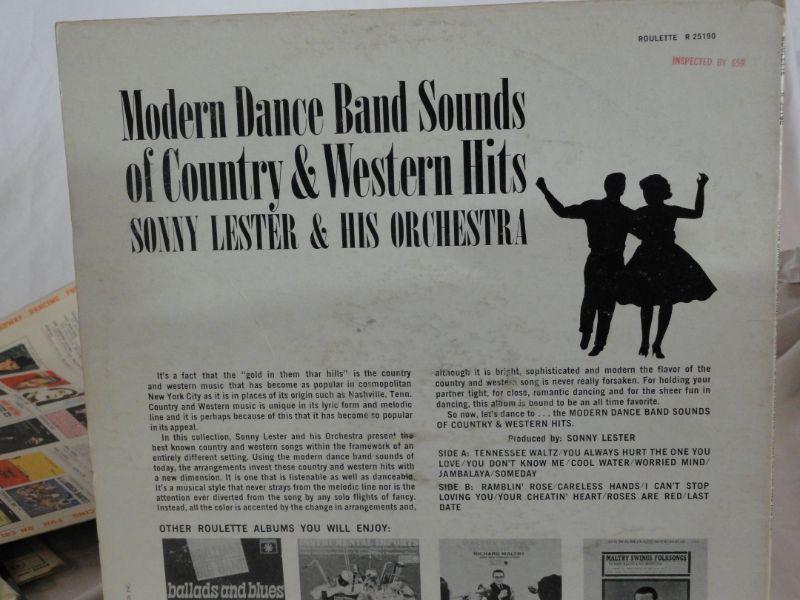 ROULETTE R 25190
INSPECTED BY 659
Modern Dance Band Sounds
of Country & Western Hits
SONNY LESTER & HIS ORCHESTRA
It's a fact that the "gold in them thar hills" is the country
and western music that has become as popular in cosmopolitan
New York City as it is in places of its origin such as Nashville, Tenn.
Country and Western music is unique in its lyric form and melodic
line and it is perhaps because of this that it has become so popular
in its appeal.
In this collection, Sonny Lester and his Orchestra present the
best known country and western songs within the framework of an
entirely different setting. Using the modern dance band sounds of
today, the arrangements invest these country and western hits with
a new dimension. It is one that is listenable as well as danceable.
It's a musical style that never strays from the melodic line nor is the
attention ever diverted from the song by any solo flights of fancy.
Instead, all the color is accented by the change in arrangements and,
although it is bright, sophisticated and modern the flavor of the
country and western song is never really forsaken. For holding your
partner tight, for close, romantic dancing and for the sheer fun in
dancing, this album is bound to be an all time favorite.
So now, let's dance to . . . the MODERN DANCE BAND SOUNDS
OF COUNTRY & WESTERN HITS.
Produced by: SONNY LESTER
SIDE A: TENNESSEE WALTZ/YOU ALWAYS HURT THE ONE YOU
LOVE/YOU DON'T KNOW ME/COOL WATER/WORRIED MIND/
JAMBALAYA/SOMEDAY
SIDE B: RAMBLIN' ROSE/CARELESS HANDS/I CAN'T STOP
LOVING YOU/YOUR CHEATIN' HEART/ROSES ARE RED/LAST
DATE
OTHER ROULETTE ALBUMS YOU WILL ENJOY:
ballads and blues
RICHARD MALTBY
MALTBY SWINGS FOLKSONGS